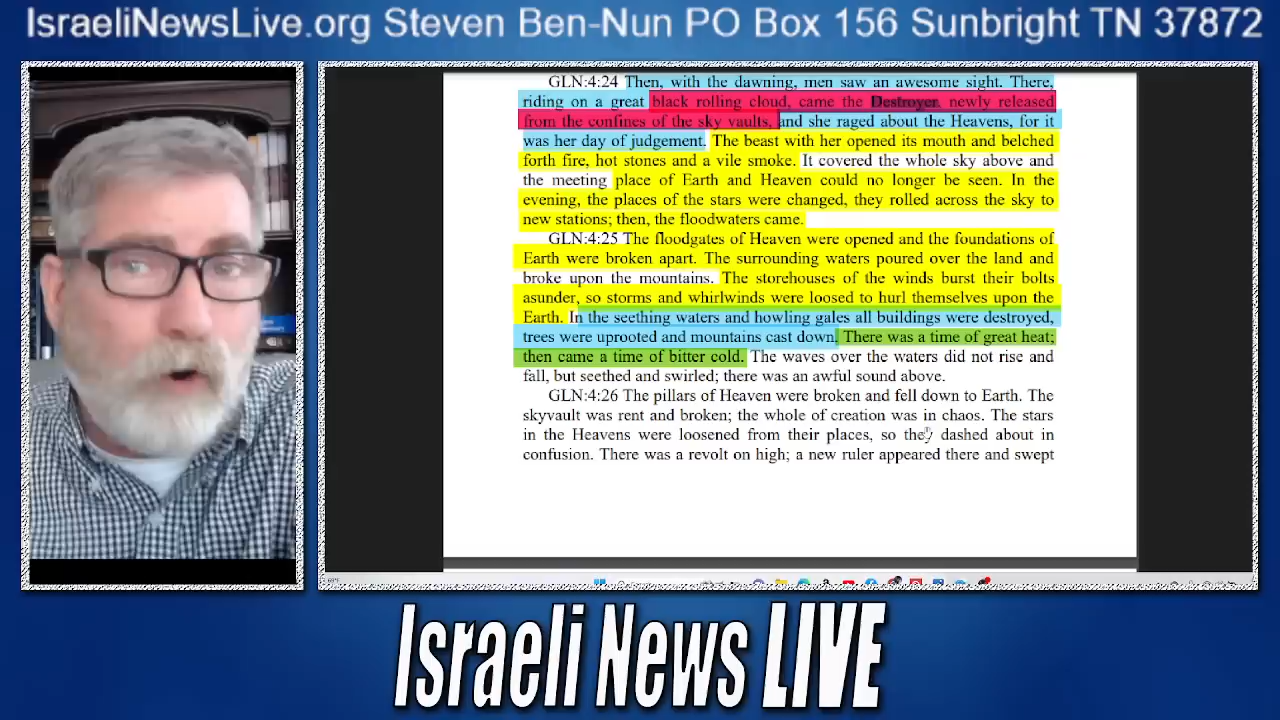 IsraeliNewsLive.org Steven Ben-Nun PO Box 156 Sunbright TN 37872
GLN:4:24 Then, with the dawning, men saw an awesome sight. There,
riding on a great black rolling cloud, came the Destroyer, newly released
from the confines of the sky vaults, and she raged about the Heavens, for it
was her day of judgement. The beast with her opened its mouth and belched
forth fire, hot stones and a vile smoke. It covered the whole sky above and
the meeting place of Earth and Heaven could no longer be seen. In the
evening, the places of the stars were changed, they rolled across the sky to
new stations; then, the floodwaters came.
GLN:4:25 The floodgates of Heaven were opened and the foundations of
Earth were broken apart. The surrounding waters poured over the land and
broke upon the mountains. The storehouses of the winds burst their bolts
asunder, so storms and whirlwinds were loosed to hurl themselves upon the
Earth. In the seething waters and howling gales all buildings were destroyed,
trees were uprooted and mountains cast down. There was a time of great heat;
then came a time of bitter cold. The waves over the waters did not rise and
fall, but seethed and swirled; there was an awful sound above.
GLN:4:26 The pillars of Heaven were broken and fell down to Earth. The
skyvault was rent and broken; the whole of creation was in chaos. The stars
in the Heavens were loosened from their places, so they dashed about in
confusion. There was a revolt on high; a new ruler appeared there and swept
Israeli News LIVE